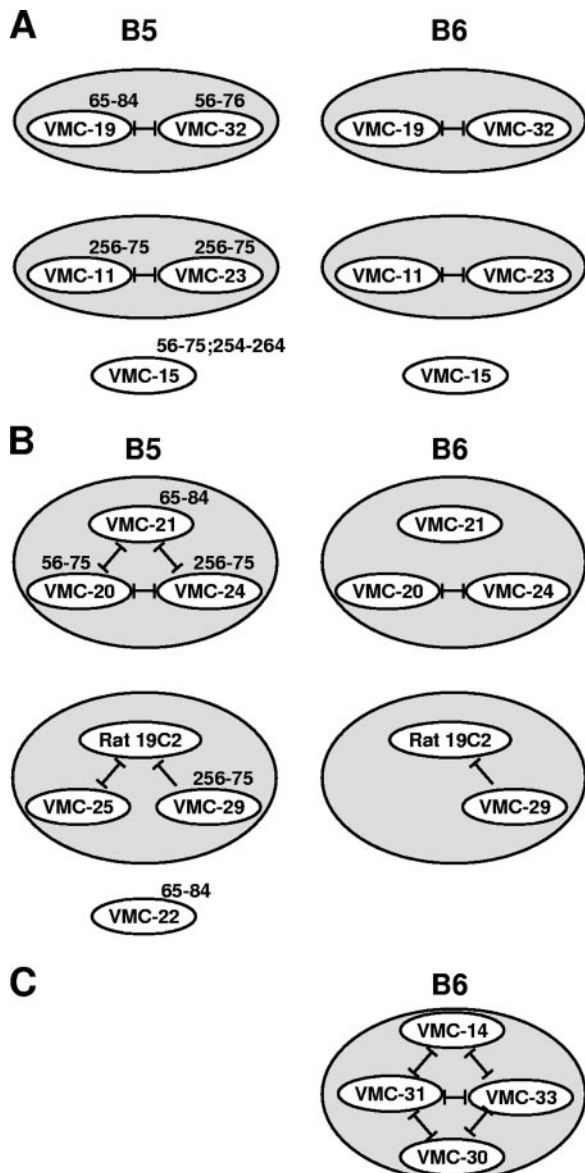 A
B5 B6
65-84 56-76
VMC-19 VMC-32 VMC-19 VMC-32
256-75 256-75
VMC-11 VMC-23 VMC-11 VMC-23
56-75;254-264
VMC-15 VMC-15
B
B5 B6
65-84
VMC-21 VMC-21
56-75 256-75
VMC-20 VMC-24 VMC-20 VMC-24
Rat 19C2 Rat 19C2
256-75
VMC-25 VMC-29 VMC-29
65-84
VMC-22
C
B6
VMC-14
VMC-31 VMC-33
VMC-30